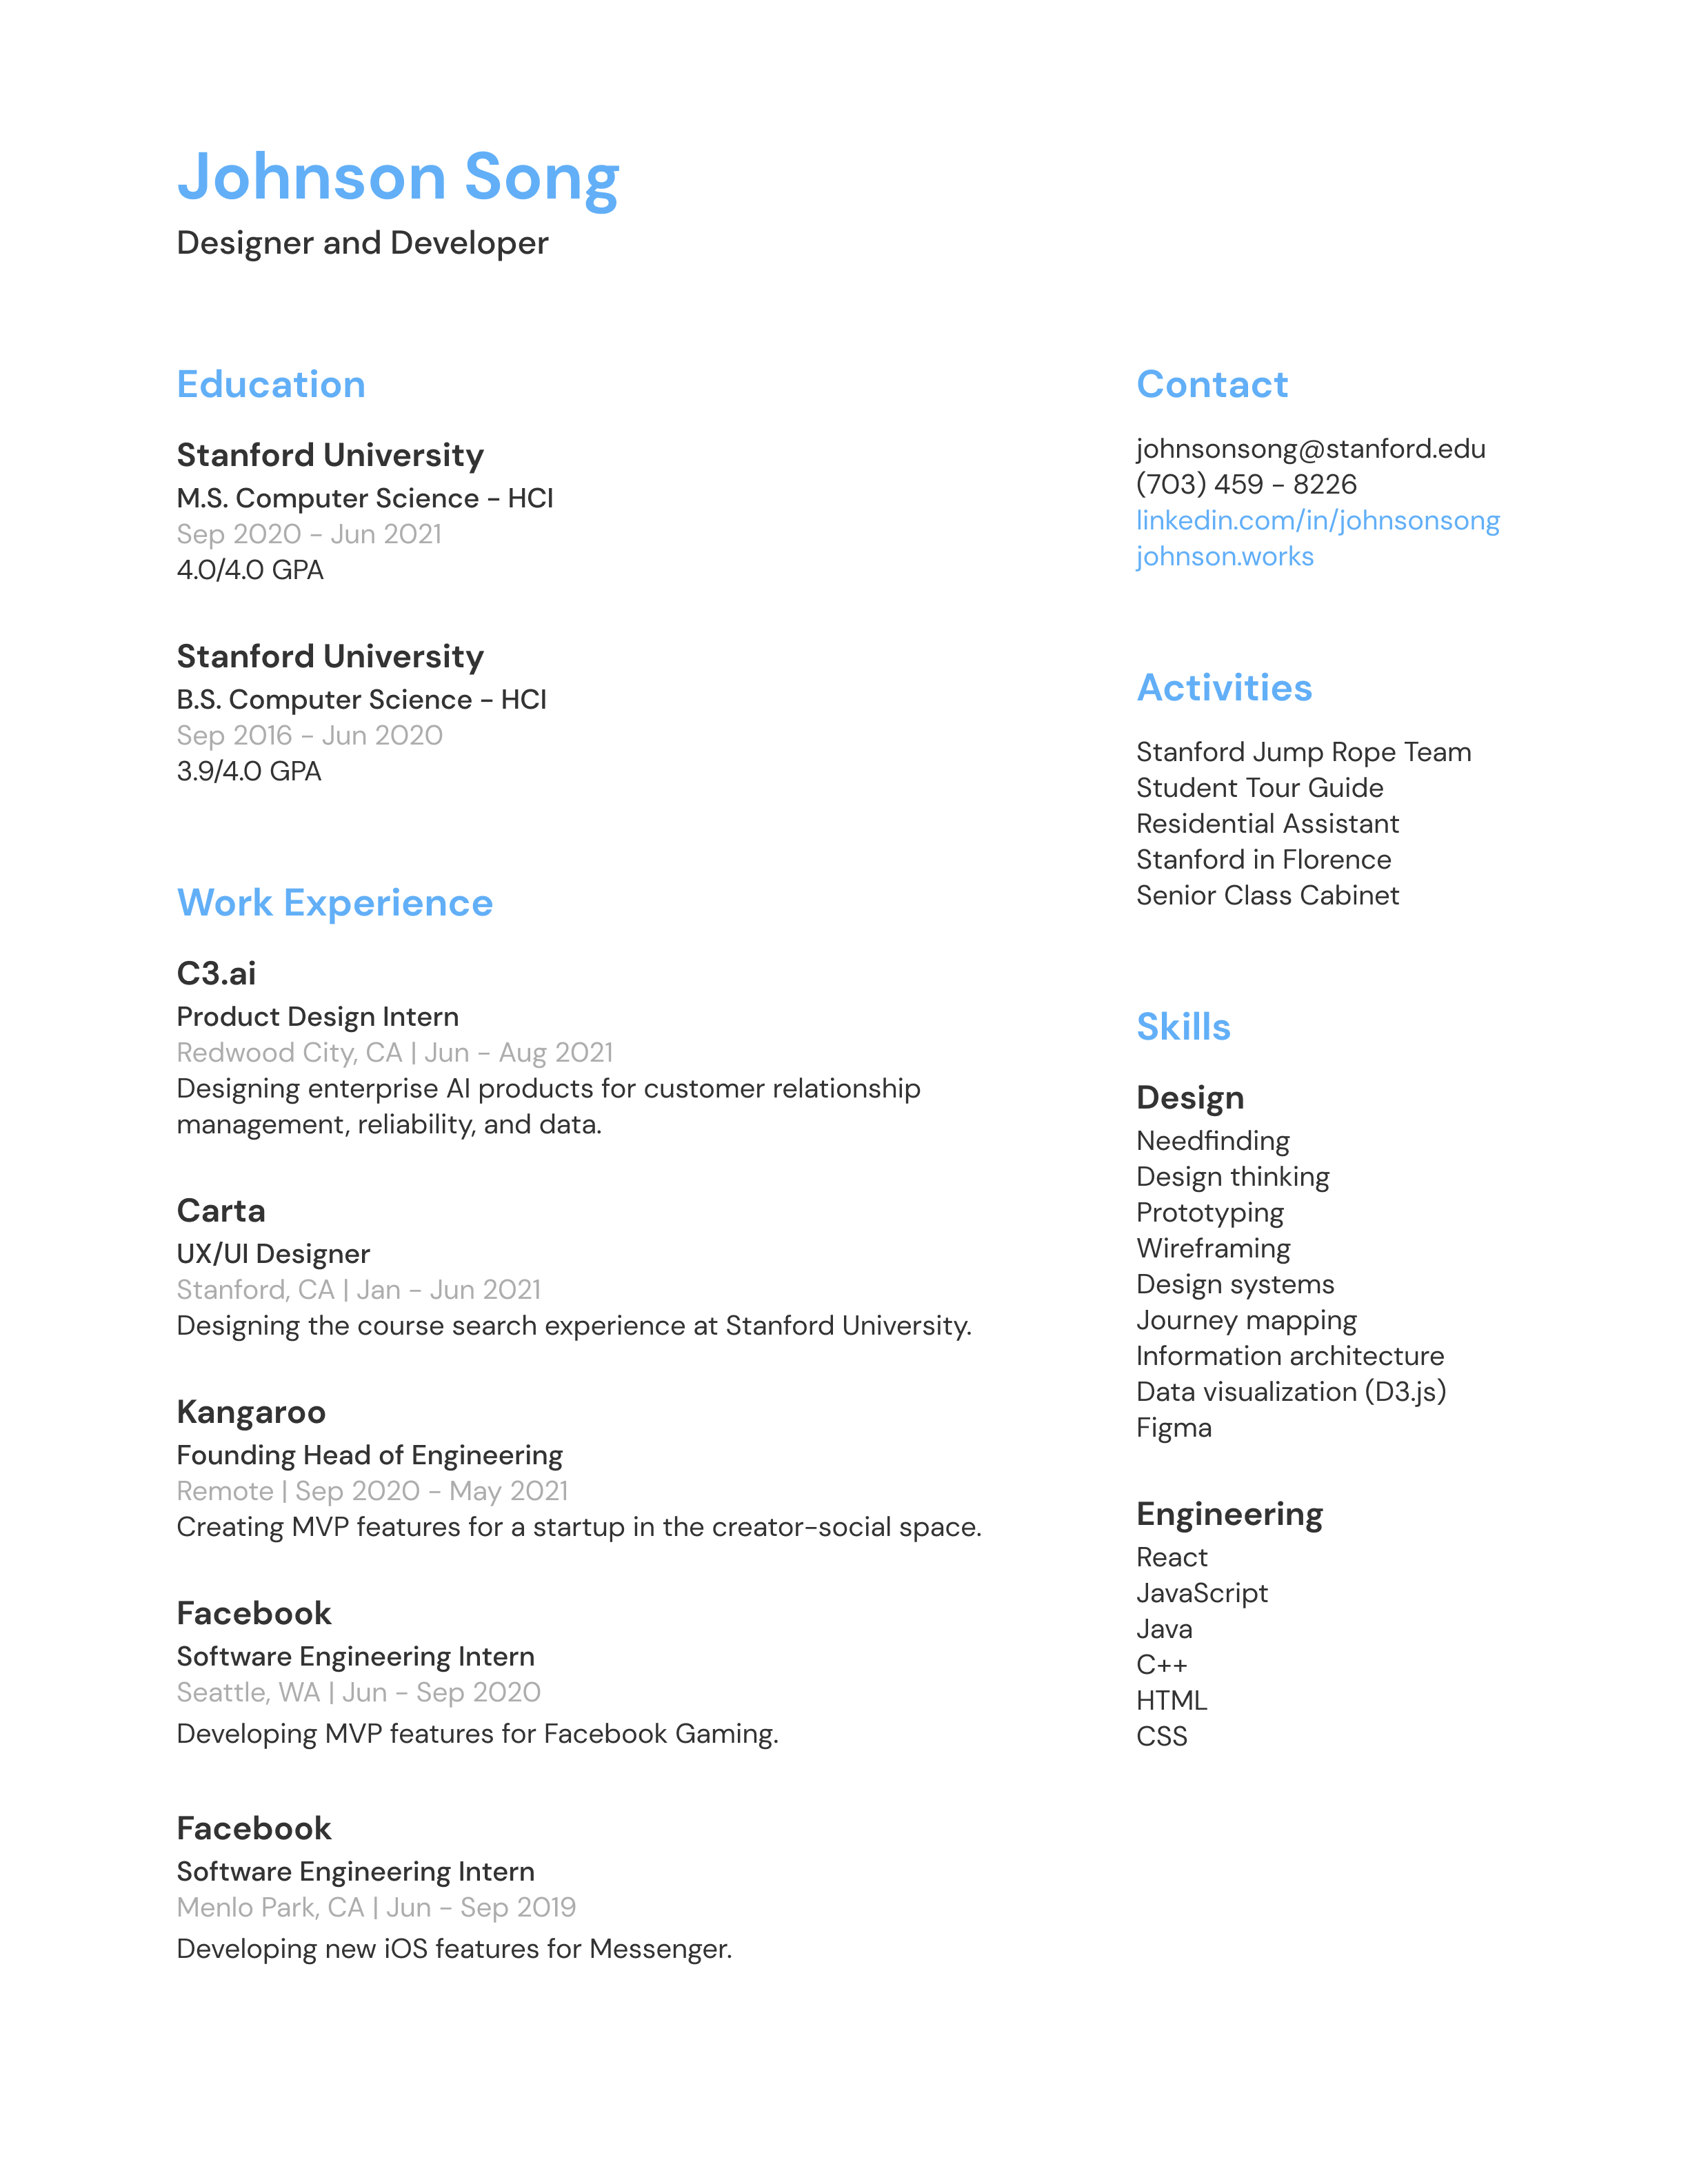 Johnson Song
Designer and Developer
Education
Stanford University
M.S. Computer Science - HCI
Sep 2020 - Jun 2021
4.0/4.0 GPA
Stanford University
B.S. Computer Science - HCI
Sep 2016 - Jun 2020
3.9/4.0 GPA
Work Experience
C3.ai
Product Design Intern
Redwood City, CA | Jun - Aug 2021
Designing enterprise AI products for customer relationship
management, reliability, and data.
Carta
UX/UI Designer
Stanford, CA | Jan - Jun 2021
Designing the course search experience at Stanford University.
Kangaroo
Founding Head of Engineering
Remote | Sep 2020 - May 2021
Creating MVP features for a startup in the creator-social space.
Facebook
Software Engineering Intern
Seattle, WA | Jun - Sep 2020
Developing MVP features for Facebook Gaming.
Facebook
Software Engineering Intern
Menlo Park, CA | Jun - Sep 2019
Developing new iOS features for Messenger.
Contact
johnsonsong@stanford.edu
(703) 459 - 8226
linkedin.com/in/johnsonsong
johnson.works
Activities
Stanford Jump Rope Team
Student Tour Guide
Residential Assistant
Stanford in Florence
Senior Class Cabinet
Skills
Design
Needfinding
Design thinking
Prototyping
Wireframing
Design systems
Journey mapping
Information architecture
Data visualization (D3.js)
Figma
Engineering
React
JavaScript
Java
C++
HTML
CSS